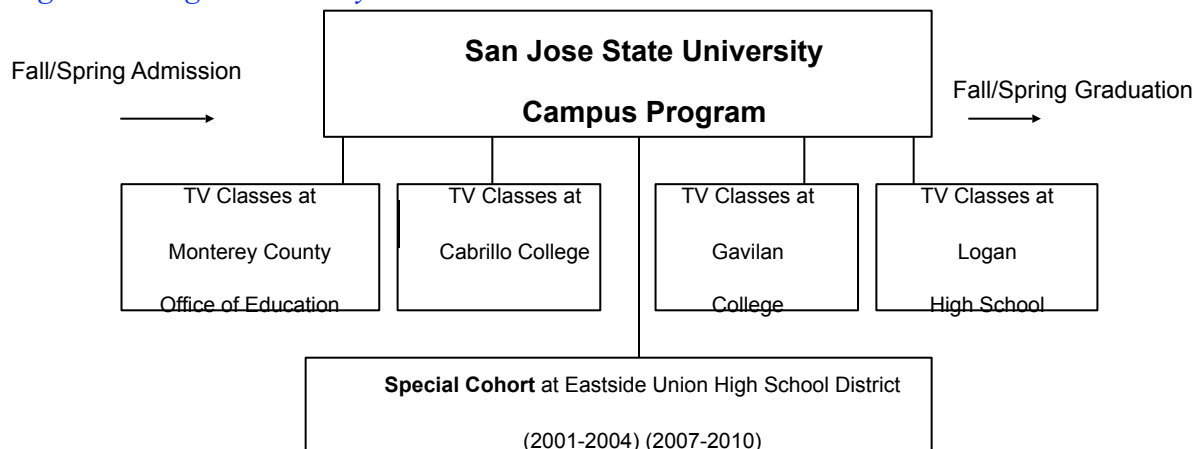 San Jose State University
Fall/Spring Admission
Fall/Spring Graduation
Campus Program
TV Classes at
Monterey County
Office of Education
TV Classes at
Cabrillo College
TV Classes at
Gavilan
College
TV Classes at
Logan
High School
Special Cohort at Eastside Union High School District
(2001-2004) (2007-2010)